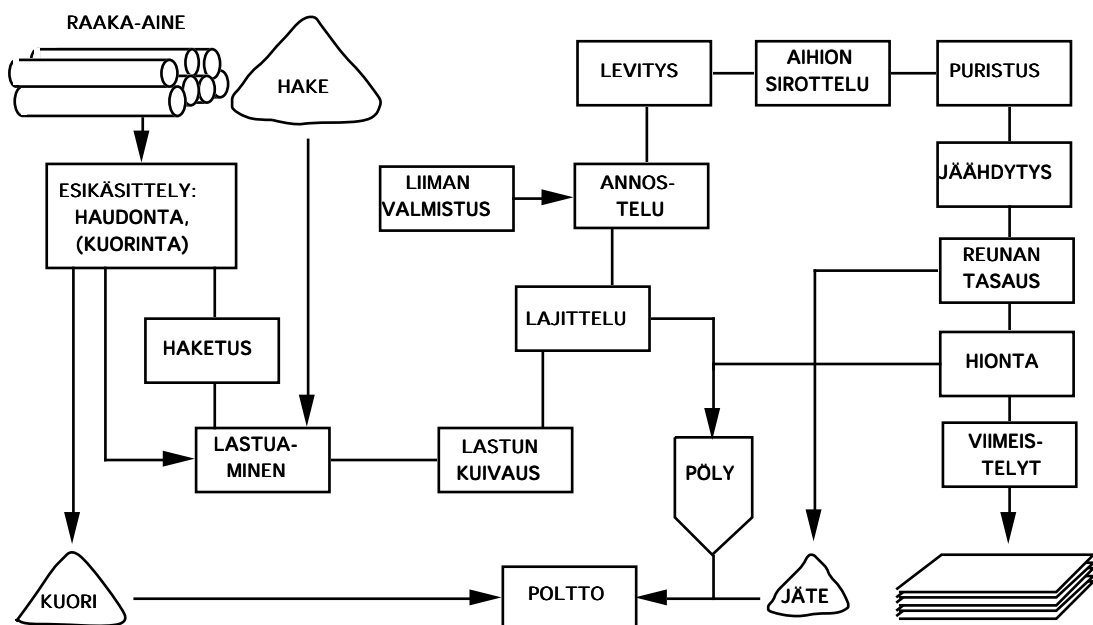 RAAKA-AINE
HAKE
ESIKÄSITTELY:
HAUDONTA,
(KUORINTA)
HAKETUS
LASTUA-
MINEN
LASTUN
KUIVAUS
LAJITTELU
LIIMAN
VALMISTUS
ANNOS-
TELU
LEVITYS
AIHION
SIROTTELU
PURISTUS
JÄÄHDYTYS
REUNAN
TASAUS
HIONTA
VIIMEIS-
TELYT
PÖLY
KUORI
POLTTO
JÄTE